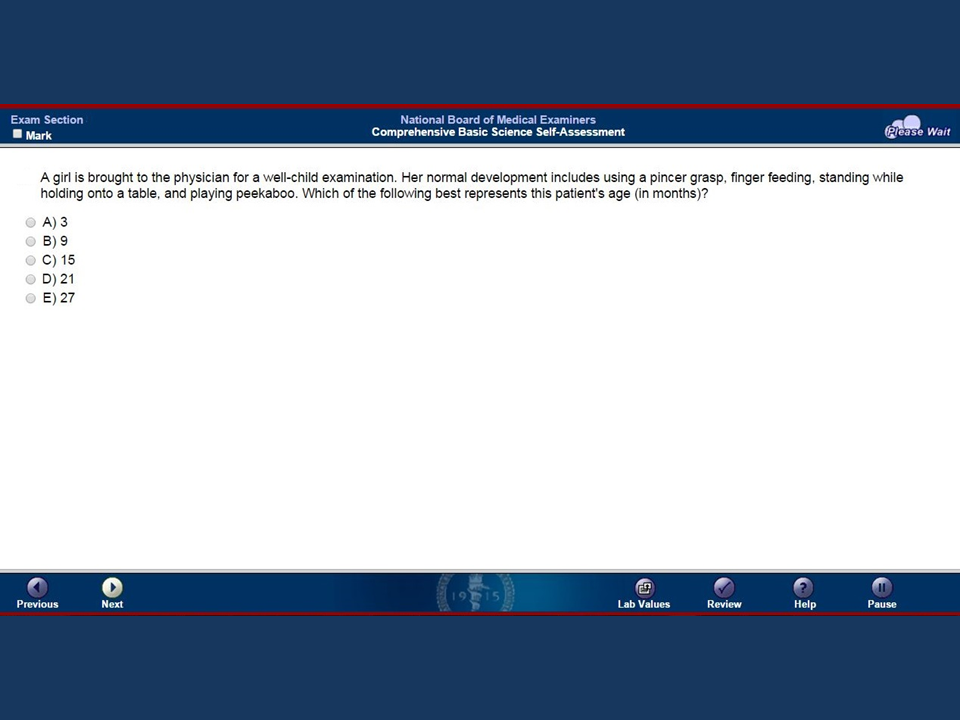 Exam Section
Mark
National Board of Medical Examiners
Comprehensive Basic Science Self-Assessment
Please Wait
A girl is brought to the physician for a well-child examination. Her normal development includes using a pincer grasp, finger feeding, standing while
holding onto a table, and playing peekaboo. Which of the following best represents this patient's age (in months)?
A) 3
B) 9
C) 15
D) 21
E) 27
Previous
Next
1915
Lab Values
Review
?
Help
Pause